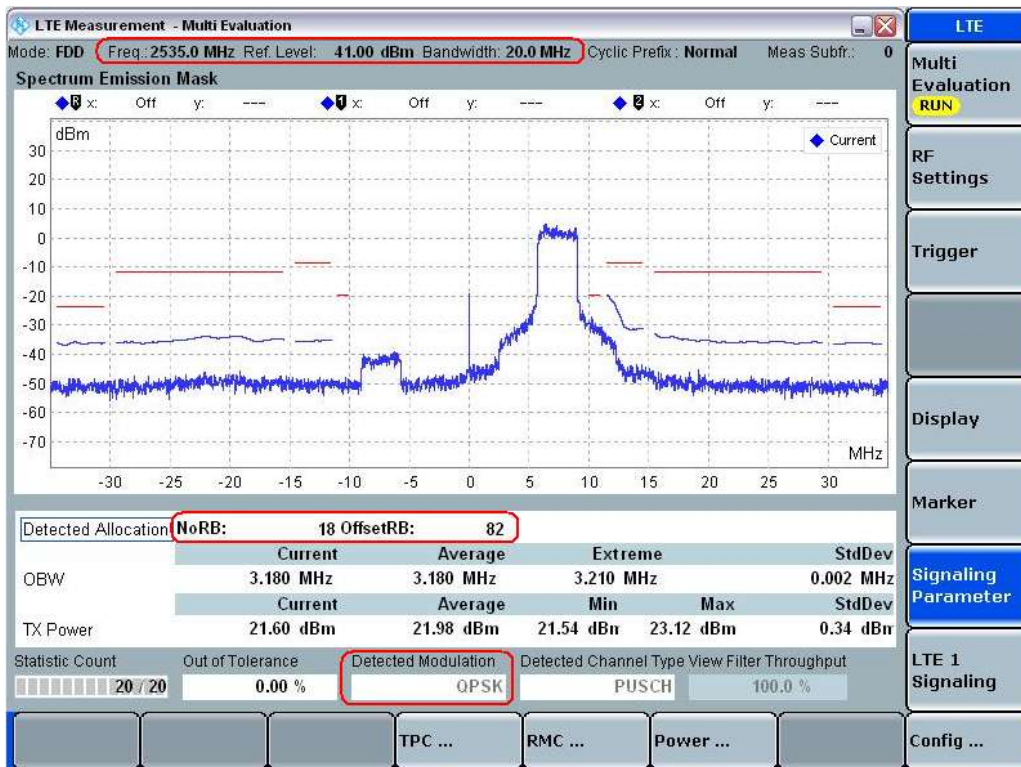 LTE Measurement - Multi Evaluation
LTE
Mode: FDD Freq.: 2535.0 MHz Ref. Level: 41.00 dBm Bandwidth: 20.0 MHz Cyclic Prefix: Normal Meas Subfr.: 0
Spectrum Emission Mask
R x: Off y: --- 1 x: Off y: --- 2 x: Off y: ---
dBm
Current
30
20
10
0
-10
-20
-30
-40
-50
-60
-70
MHz
-30 -25 -20 -15 -10 -5 0 5 10 15 20 25 30
Detected Allocation NoRB: 18 OffsetRB: 82
Current Average Extreme StdDev
OBW 3.180 MHz 3.180 MHz 3.210 MHz 0.002 MHz
Current Average Min Max StdDev
TX Power 21.60 dBm 21.98 dBm 21.54 dBm 23.12 dBm 0.34 dBm
Statistic Count Out of Tolerance Detected Modulation Detected Channel Type View Filter Throughput
20 / 20 0.00 % QPSK PUSCH 100.0 %
Multi
Evaluation
RUN
RF
Settings
Trigger
Display
Marker
Signaling
Parameter
LTE 1
Signaling
TPC ... RMC ... Power ... Config ...